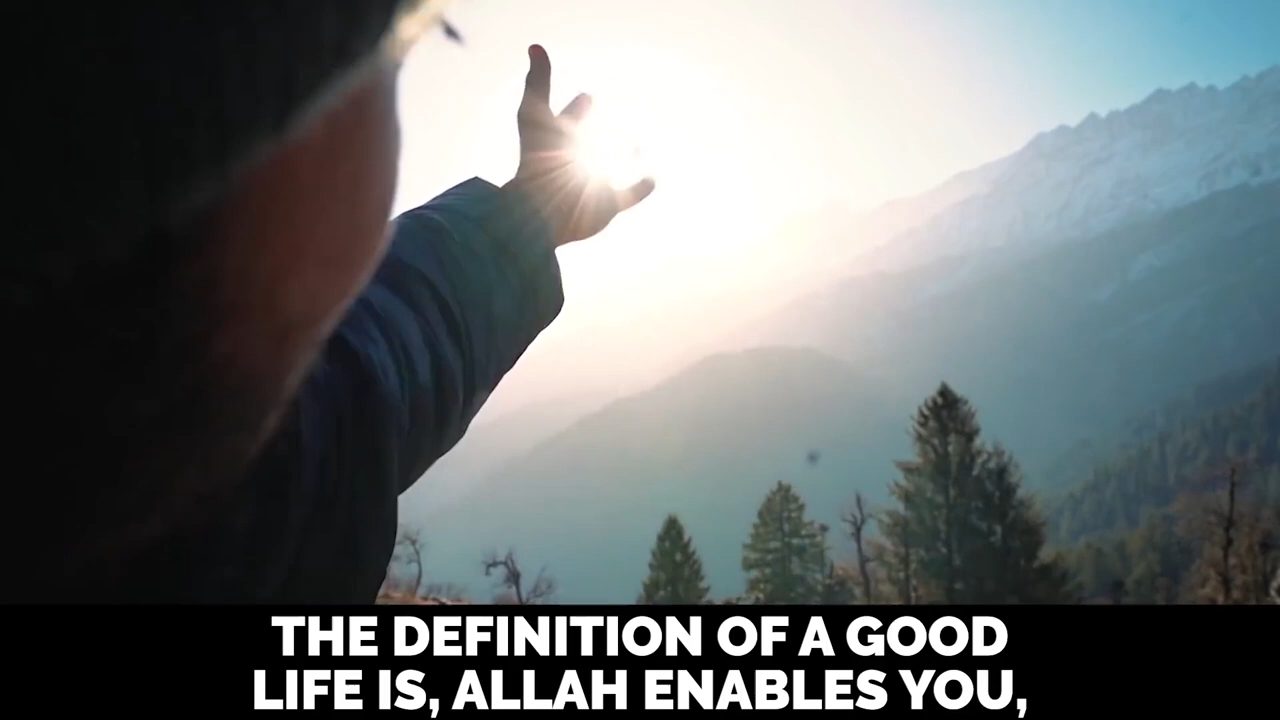 THE DEFINITION OF A GOOD
LIFE IS, ALLAH ENABLES YOU,